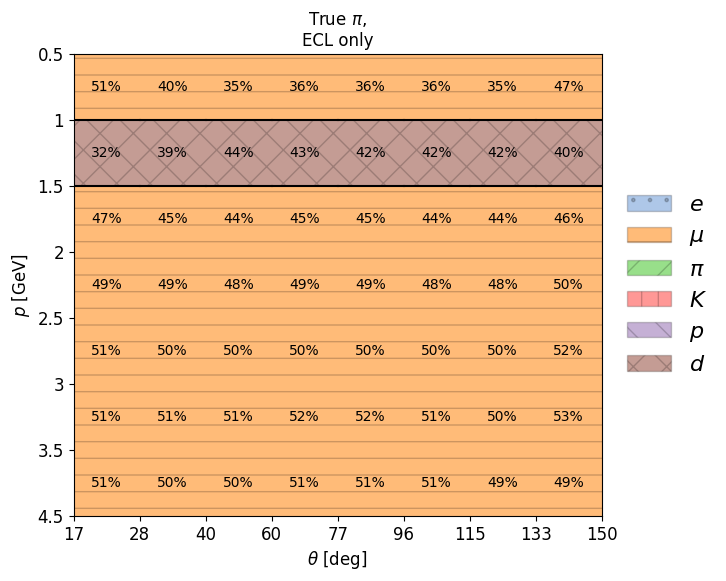 True π,
ECL only
0.5
51% 40% 35% 36% 36% 36% 35% 47%
1
32% 39% 44% 43% 42% 42% 42% 40%
1.5
47% 45% 44% 45% 45% 44% 44% 46%
2
49% 49% 48% 49% 49% 48% 48% 50%
2.5
51% 50% 50% 50% 50% 50% 50% 52%
3
51% 51% 51% 52% 52% 51% 50% 53%
3.5
51% 50% 50% 51% 51% 51% 49% 49%
4
4.5
p [GeV]
17 28 40 60 77 96 115 133 150
θ [deg]
e
μ
π
K
p
d